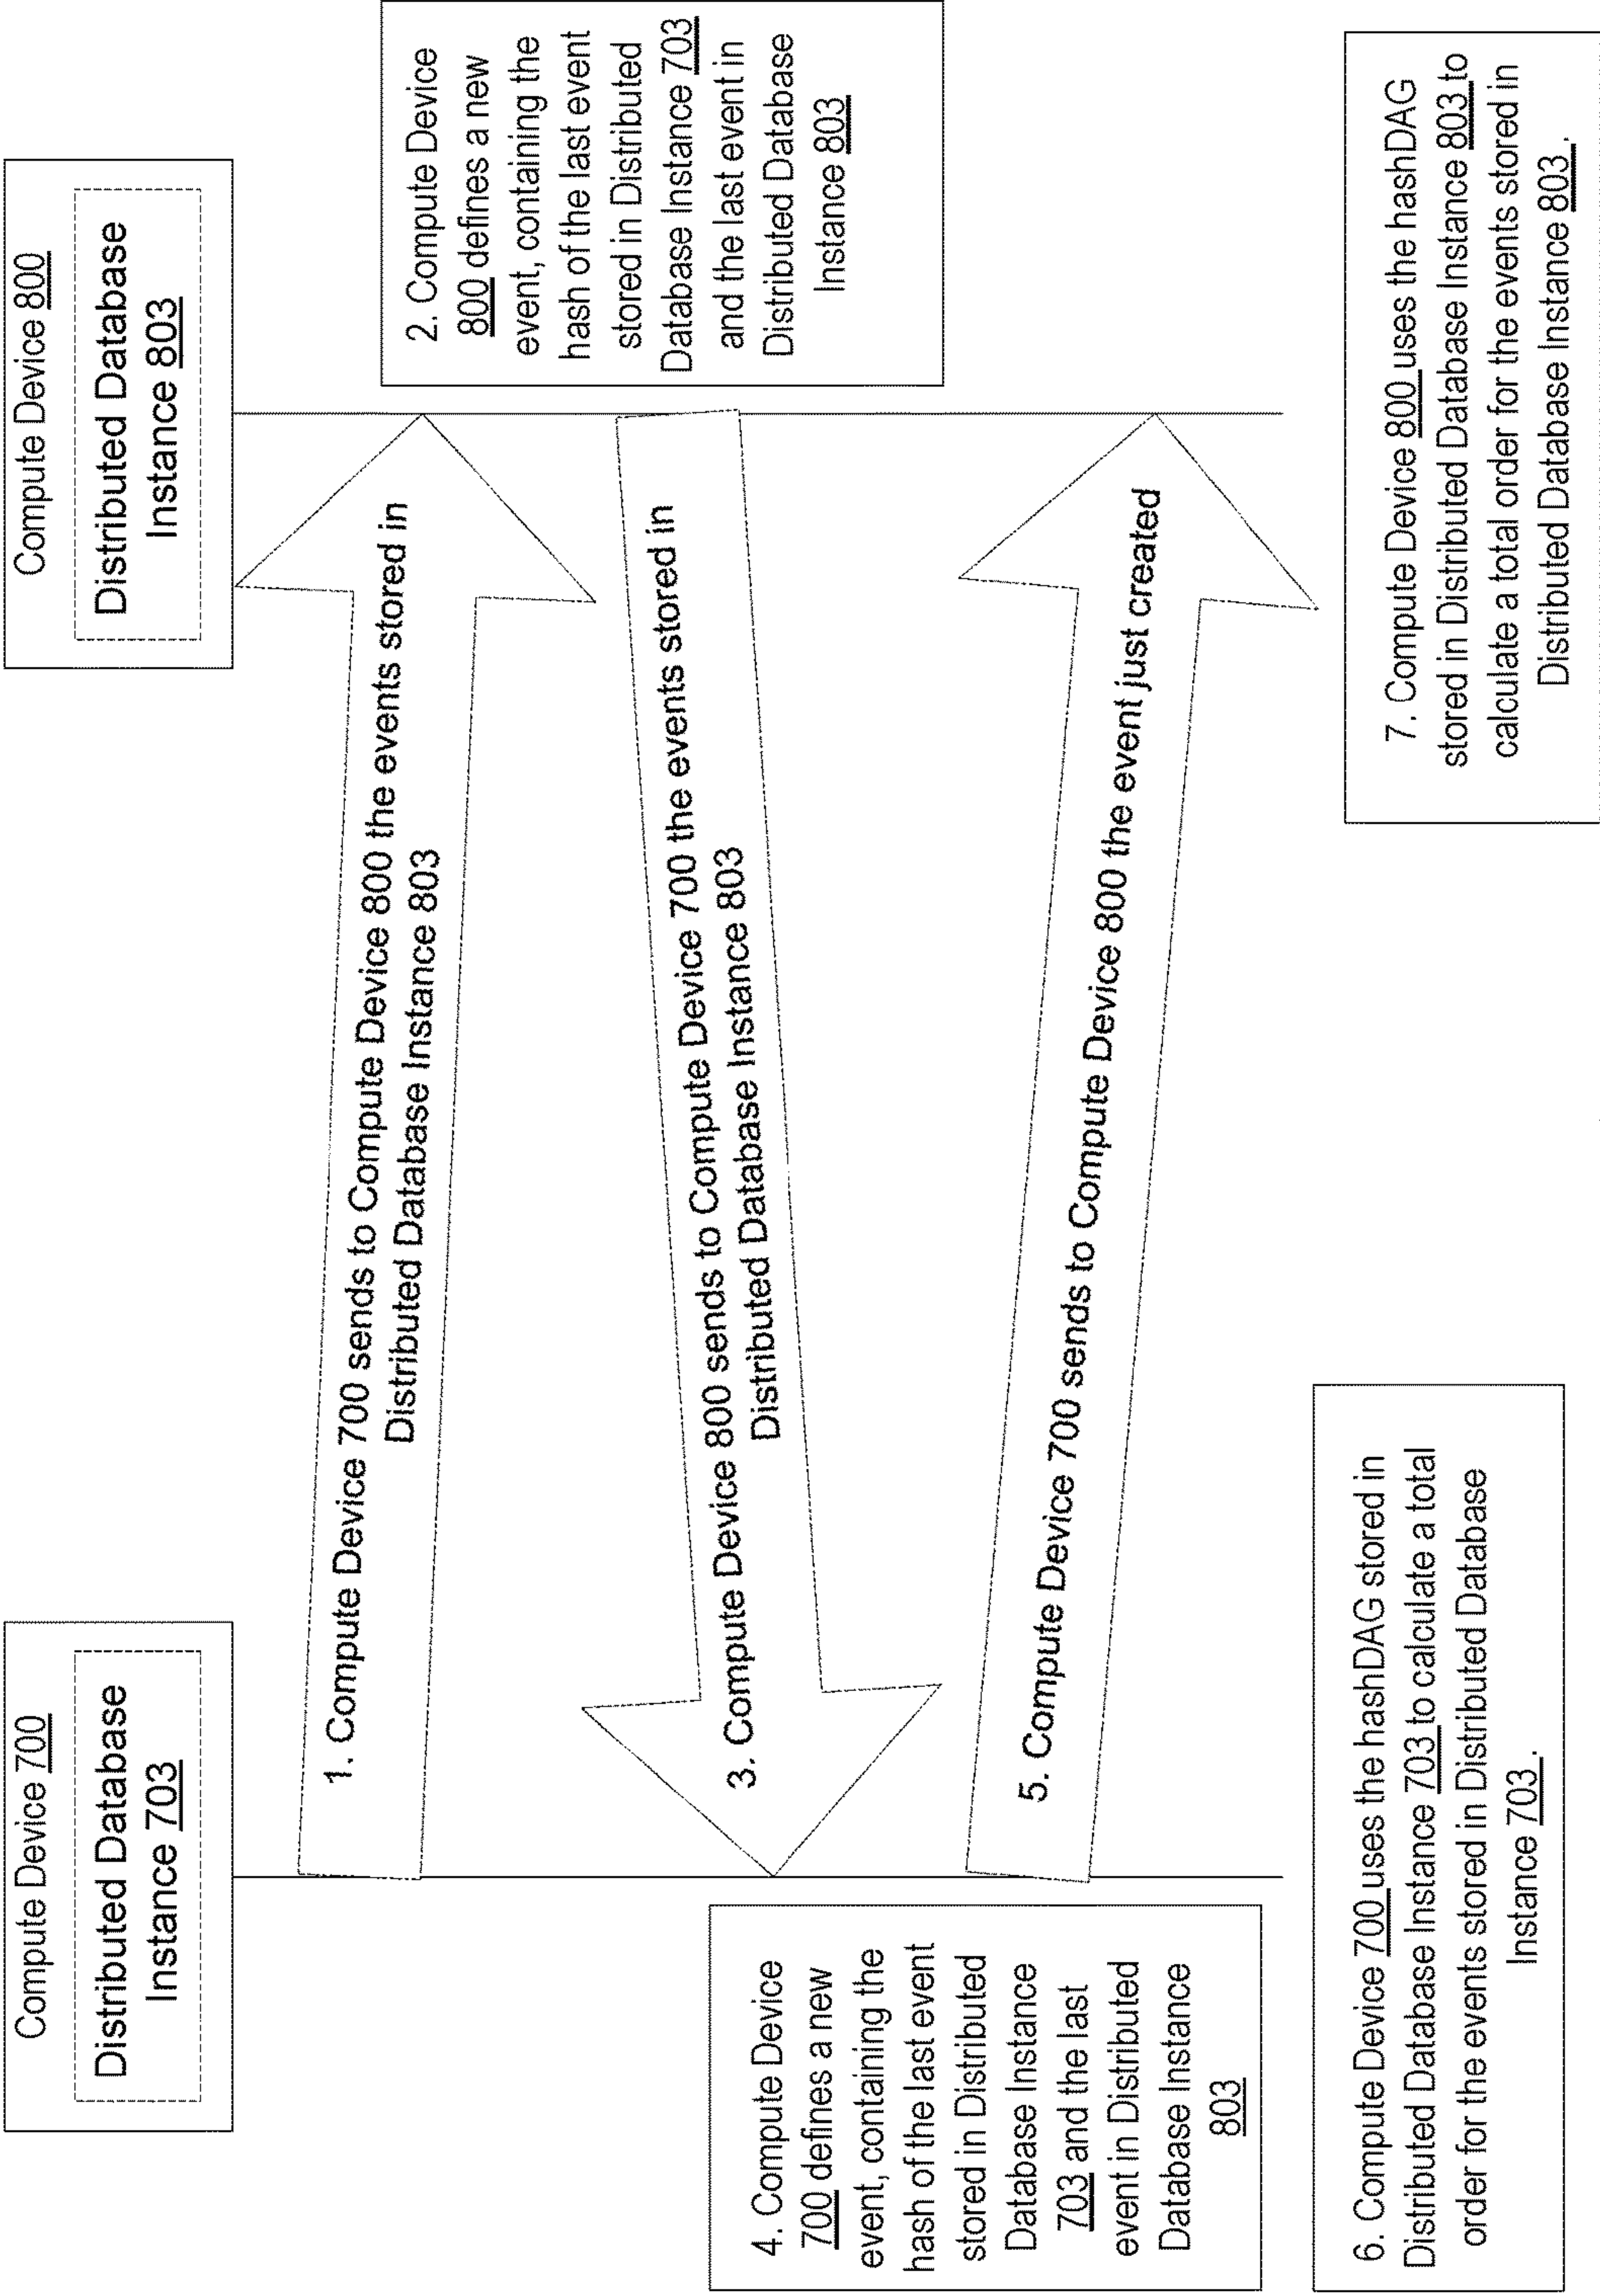 Compute Device 700
Distributed Database
Instance 703
Compute Device 800
Distributed Database
Instance 803
1. Compute Device 700 sends to Compute Device 800 the events stored in
Distributed Database Instance 803
2. Compute Device
800 defines a new
event, containing the
hash of the last event
stored in Distributed
Database Instance 703
and the last event in
Distributed Database
Instance 803
3. Compute Device 800 sends to Compute Device 700 the events stored in
Distributed Database Instance 803
4. Compute Device
700 defines a new
event, containing the
hash of the last event
stored in Distributed
Database Instance
703 and the last
event in Distributed
Database Instance
803
5. Compute Device 700 sends to Compute Device 800 the event just created
6. Compute Device 700 uses the hashDAG stored in
Distributed Database Instance 703 to calculate a total
order for the events stored in Distributed Database
Instance 703.
7. Compute Device 800 uses the hashDAG
stored in Distributed Database Instance 803 to
calculate a total order for the events stored in
Distributed Database Instance 803.